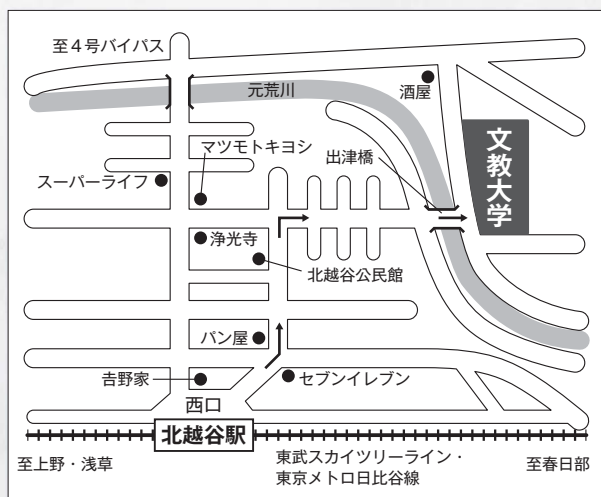 至４号バイパス
元荒川
酒屋
マツモトキヨシ
出津橋
文教大学
スーパーライフ
浄光寺
北越谷公民館
パン屋
𠮷野家
セブンイレブン
西口
北越谷駅
至上野・浅草
東武スカイツリーライン・
東京メトロ日比谷線
至春日部